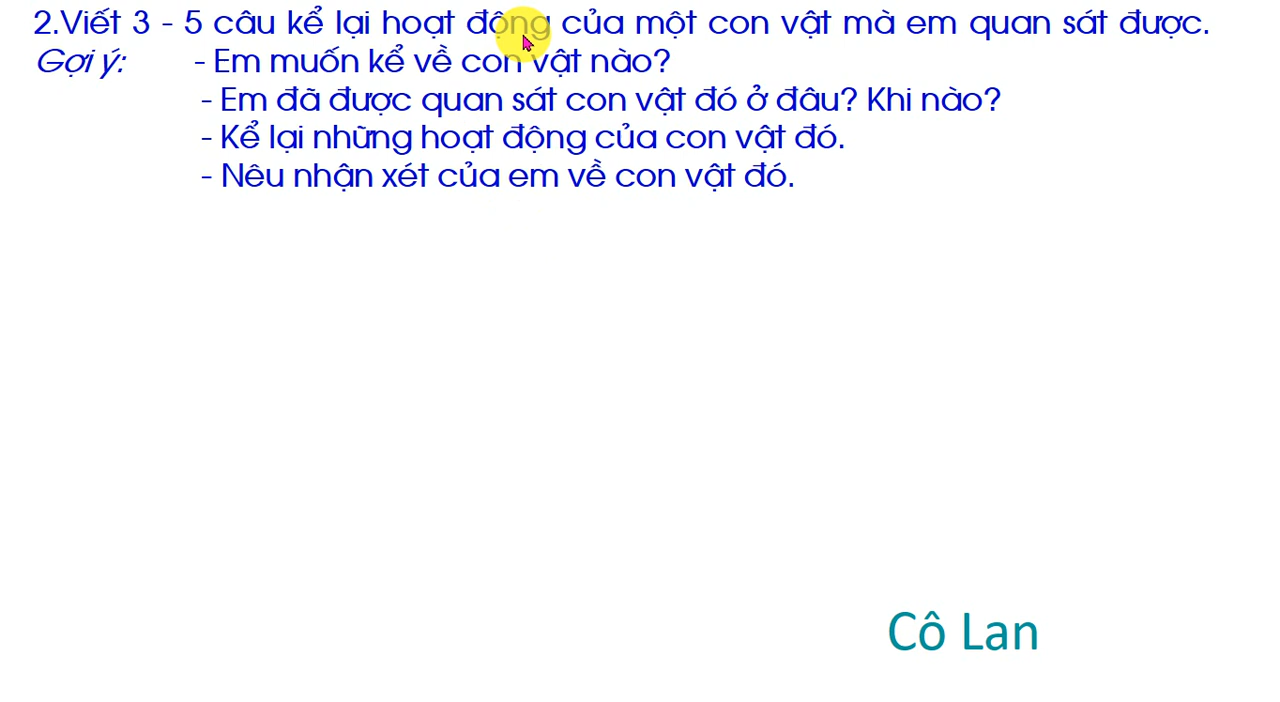 2.Viết 3 - 5 câu kể lại hoạt động của một con vật mà em quan sát được.
Gợi ý: - Em muốn kể về con vật nào?
- Em đã được quan sát con vật đó ở đâu? Khi nào?
- Kể lại những hoạt động của con vật đó.
- Nêu nhận xét của em về con vật đó.
Cô Lan